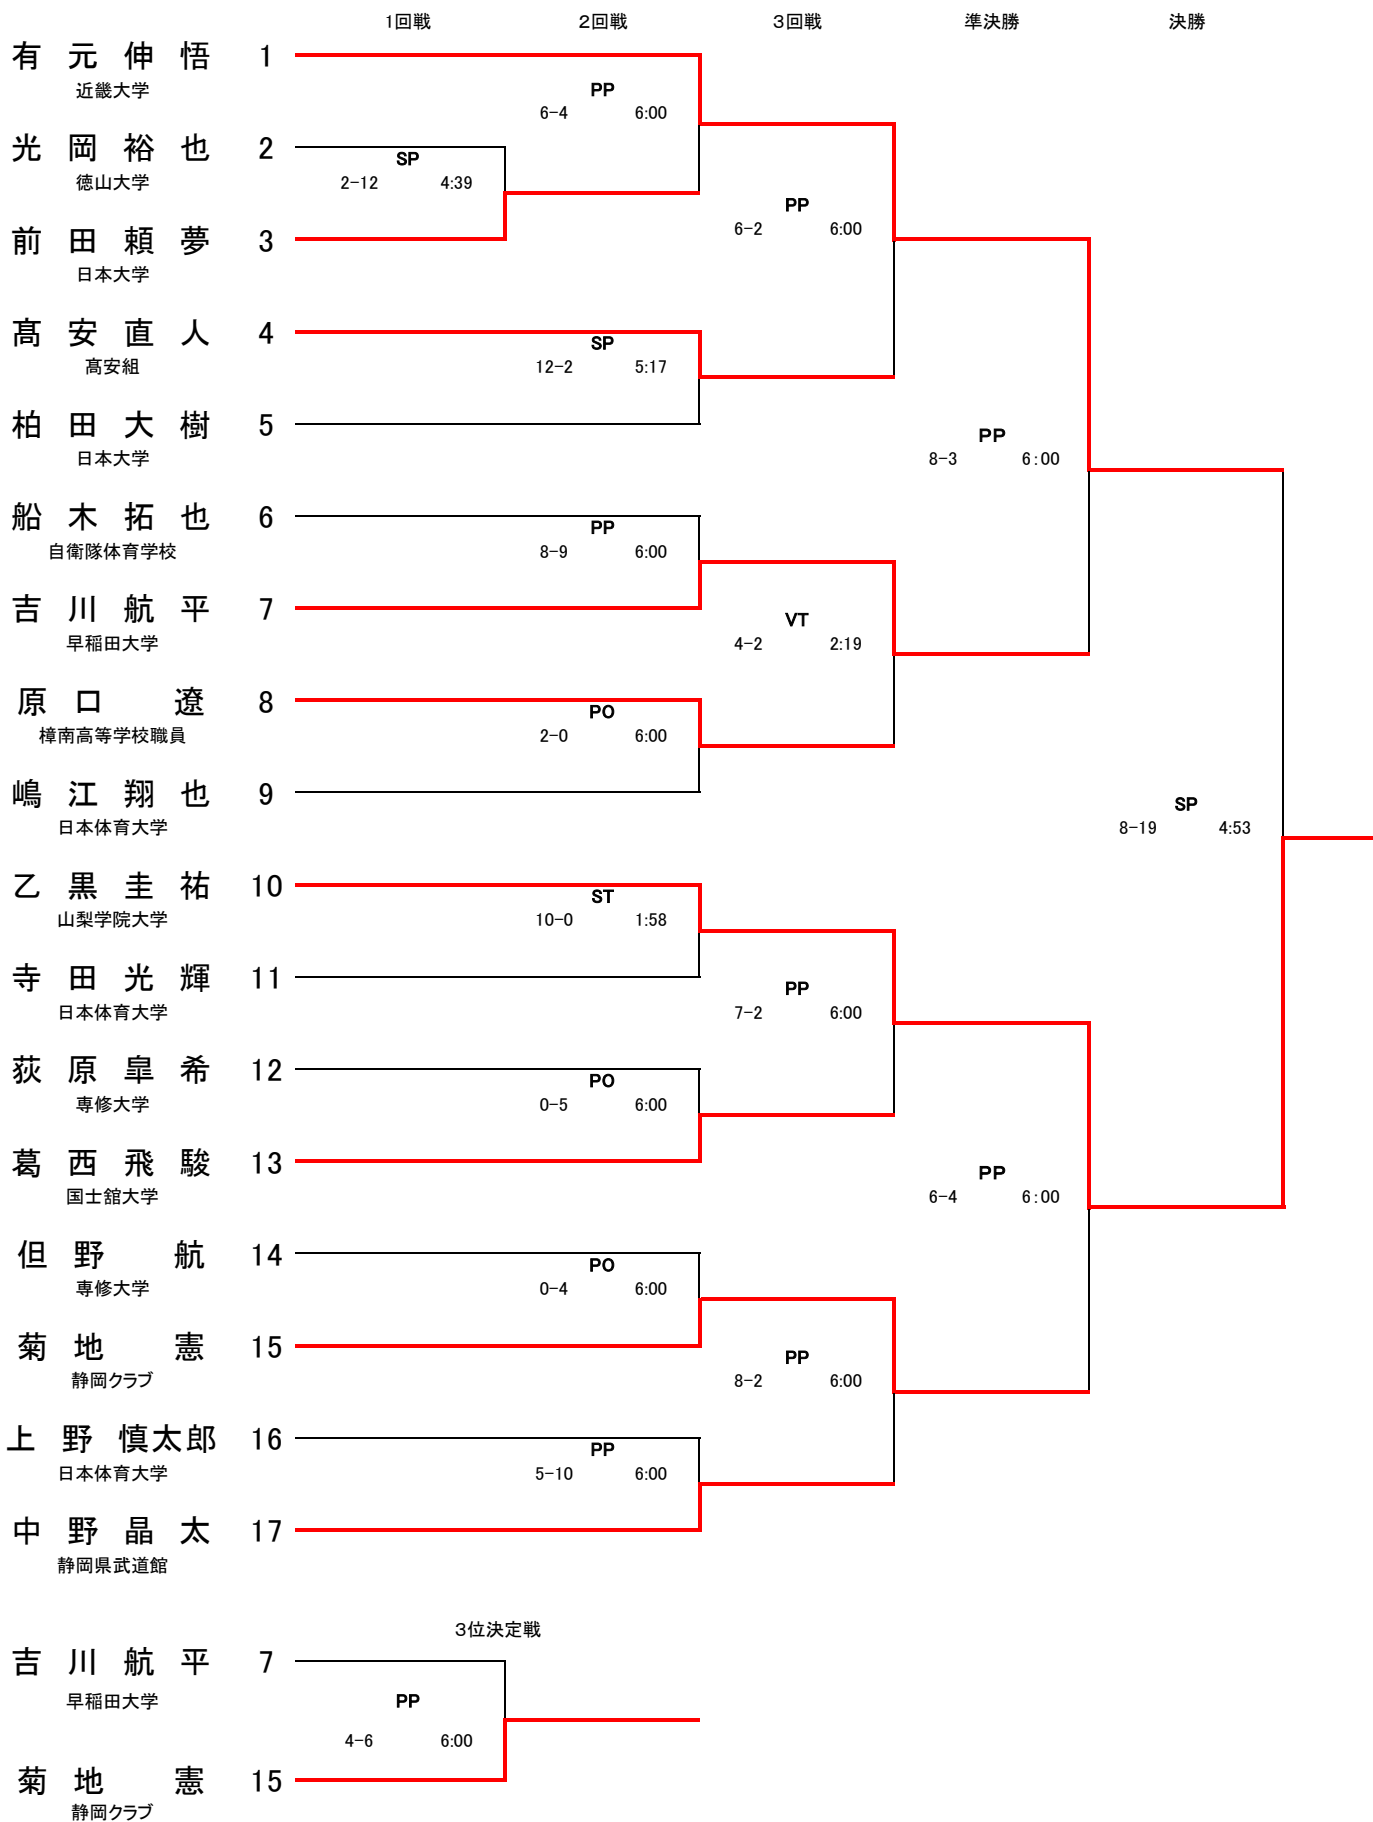 1回戦 2回戦 3回戦 準決勝 決勝
有元伸悟 1
近畿大学
PP
6-4 6:00
光岡裕也 2
SP
徳山大学
2-12 4:39
PP
前田頼夢 3
6-2 6:00
日本大学
髙安直人 4
SP
髙安組
12-2 5:17
柏田大樹 5
PP
日本大学
8-3 6:00
船木拓也 6
PP
自衛隊体育学校
8-9 6:00
吉川航平 7
VT
早稲田大学
4-2 2:19
原口遼 8
PO
樟南高等学校職員
2-0 6:00
嶋江翔也 9
SP
日本体育大学
8-19 4:53
乙黒圭祐 10
ST
山梨学院大学
10-0 1:58
寺田光輝 11
PP
日本体育大学
7-2 6:00
荻原皐希 12
PO
専修大学
0-5 6:00
葛西飛駿 13
PP
国士舘大学
6-4 6:00
但野航 14
PO
専修大学
0-4 6:00
菊地憲 15
PP
静岡クラブ
8-2 6:00
上野慎太郎 16
PP
日本体育大学
5-10 6:00
中野晶太 17
静岡県武道館
3位決定戦
吉川航平 7
早稲田大学
PP
4-6 6:00
菊地憲 15
静岡クラブ